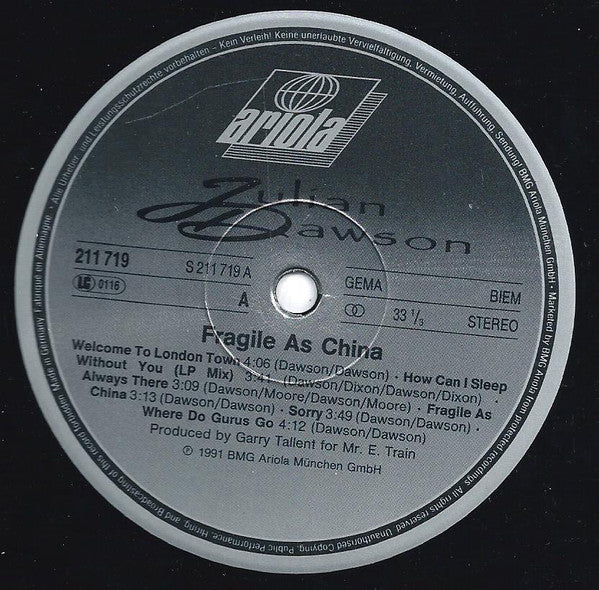 Alle Urheber- und Leistungsschutzrechte vorbehalten – Kein Verleih! Keine unerlaubte Vervielfältigung, Vermietung, Aufführung, Sendung! BMG Ariola München GmbH · Marketed by BMG Ariola
All rights reserved. Unauthorised Copying, Public Performance, Hiring and Broadcasting of this record forbidden. Made in Germany. Fabriqué en Allemagne
ariola
Julian
Dawson
211 719
S 211 719 A
LC 0116
A
GEMA
BIEM
33 1/3
STEREO
Fragile As China
Welcome To London Town 4:06 (Dawson/Dawson) · How Can I Sleep
Without You (LP Mix) 3:41 (Dawson/Dixon/Dawson/Dixon) ·
Always There 3:09 (Dawson/Moore/Dawson/Moore) · Fragile As
China 3:13 (Dawson/Dawson) · Sorry 3:49 (Dawson/Dawson) ·
Where Do Gurus Go 4:12 (Dawson/Dawson)
Produced by Garry Tallent for Mr. E. Train
℗ 1991 BMG Ariola München GmbH